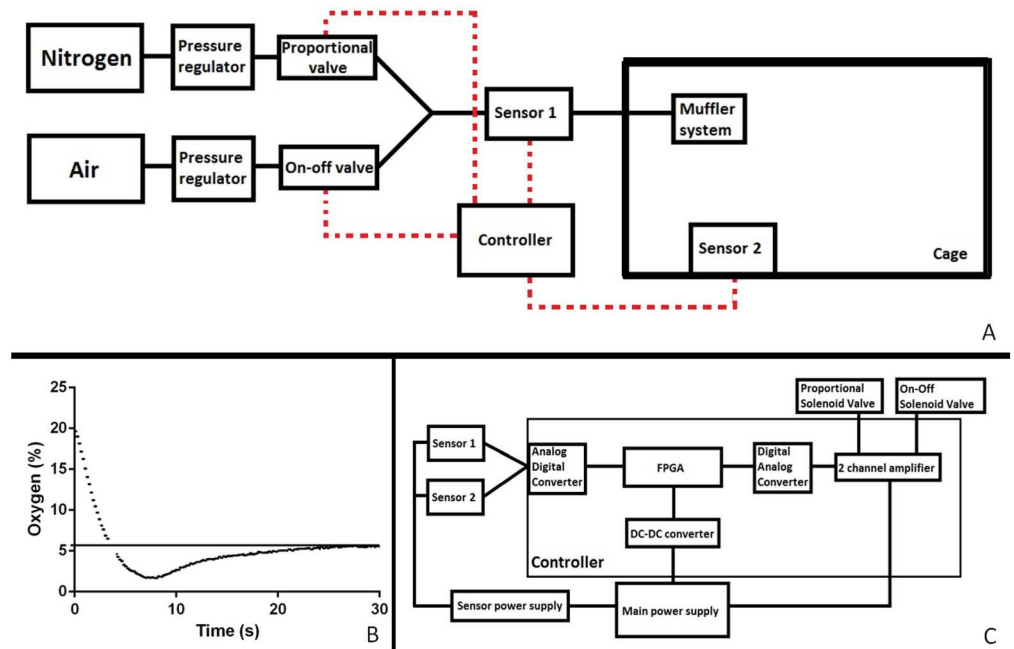 Nitrogen
Pressure
regulator
Proportional
valve
Air
Pressure
regulator
On-off valve
Sensor 1
Muffler
system
Controller
Sensor 2
Cage
A
25
20
15
10
5
0
Oxygen (%)
0
10
20
30
Time (s)
B
Proportional
Solenoid Valve
On-Off
Solenoid Valve
Sensor 1
Sensor 2
Analog
Digital
Converter
FPGA
Digital
Analog
Converter
2 channel amplifier
DC-DC converter
Controller
Sensor power supply
Main power supply
C